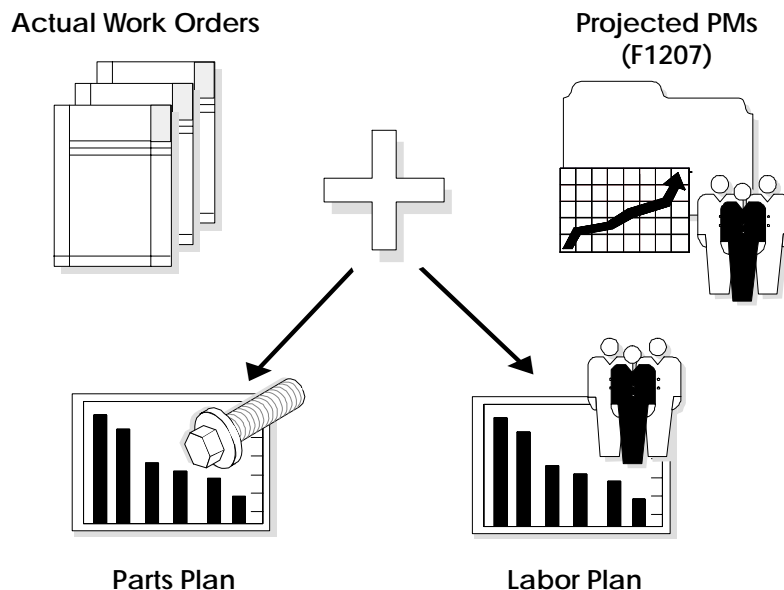 Actual Work Orders
Projected PMs
(F1207)
Parts Plan
Labor Plan